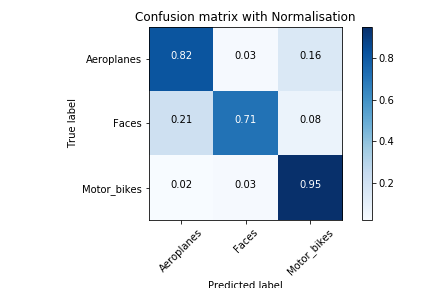 Confusion matrix with Normalisation
True label
Aeroplanes
0.82 0.03 0.16
Faces
0.21 0.71 0.08
Motor_bikes
0.02 0.03 0.95
Aeroplanes
Faces
Motor_bikes
Predicted label
0.8
0.6
0.4
0.2